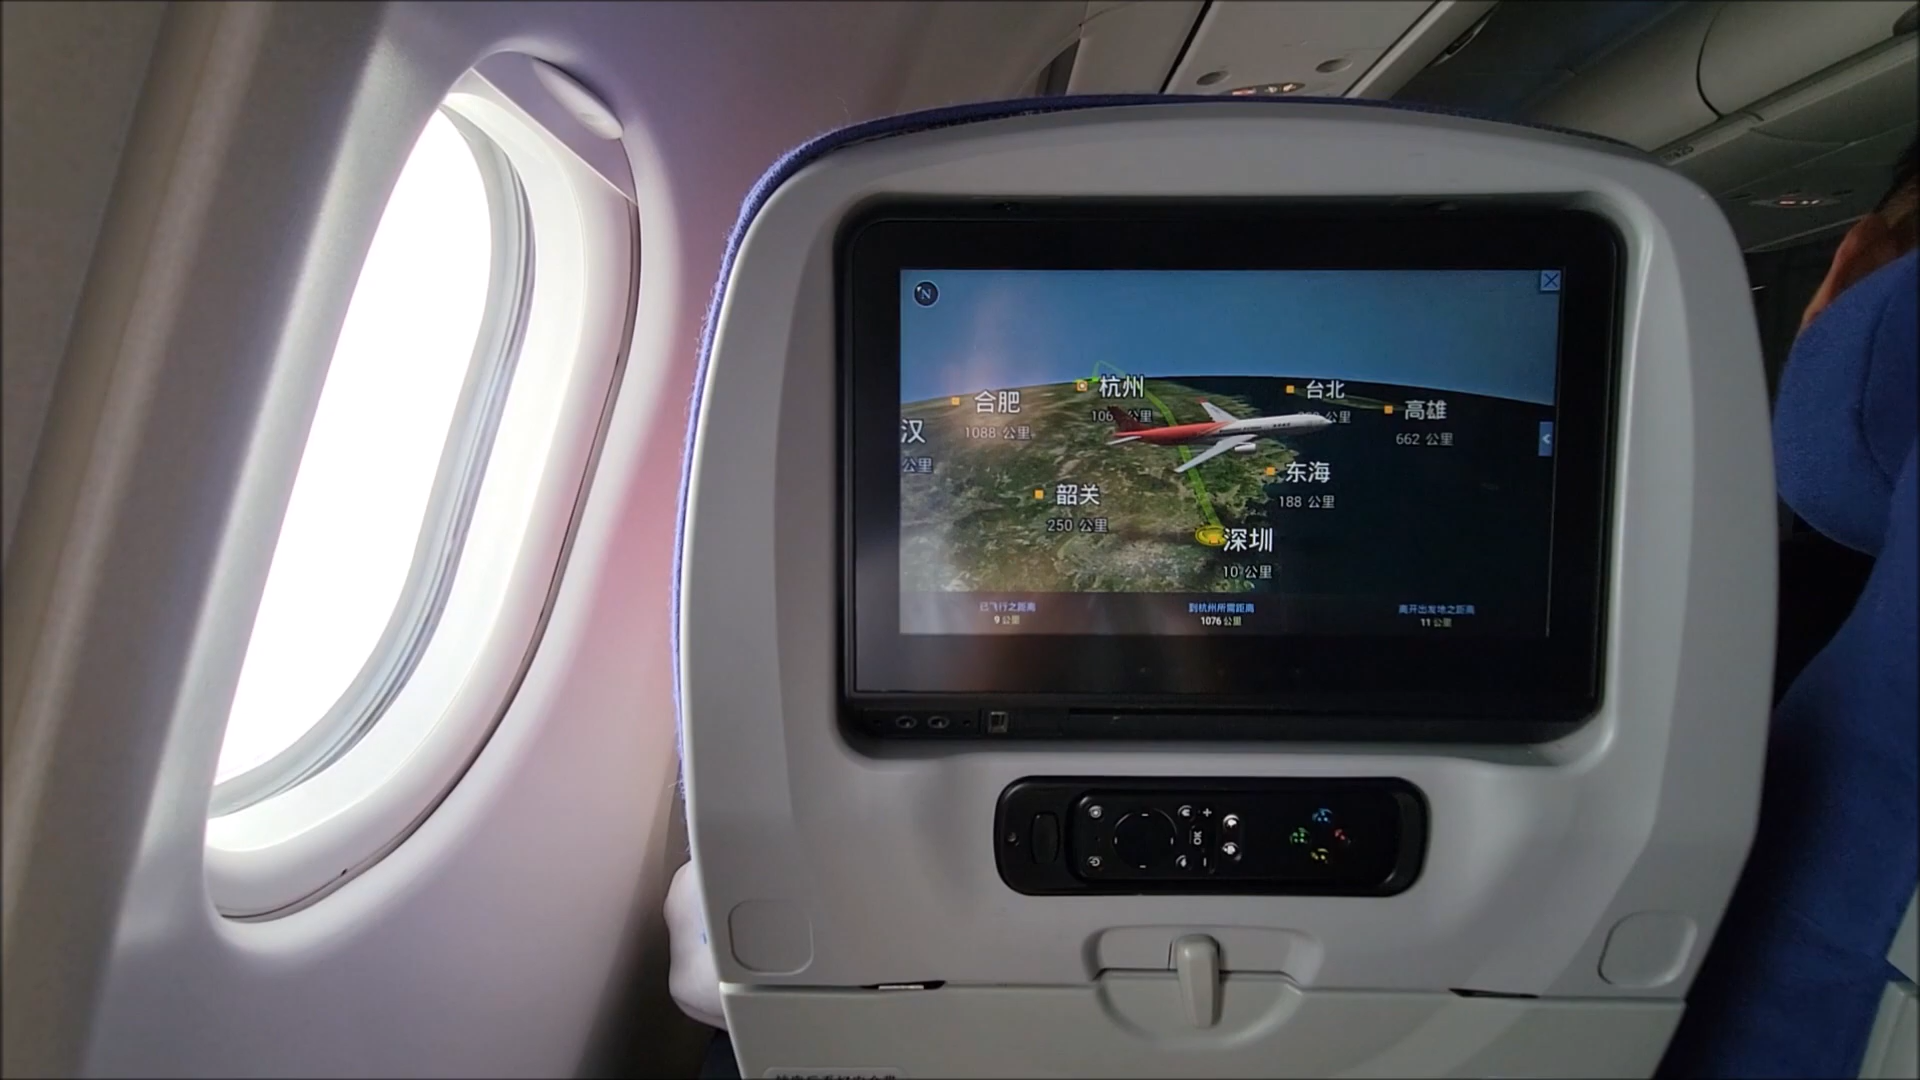 N
杭州
台北
合肥
高雄
公里
汉
1088 公里
662 公里
公里
东海
188 公里
韶关
250 公里
深圳
10 公里
已飞行之距离
到杭州所需距离
离开出发地之距离
9 公里
1076 公里
11 公里
OK